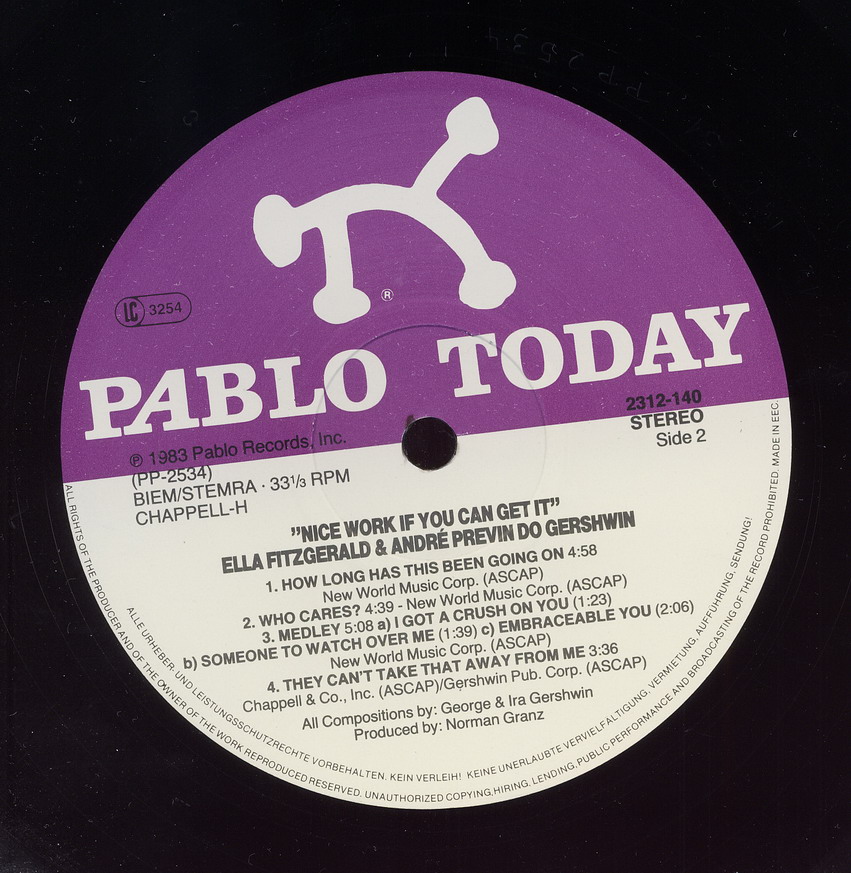 LC 3254
®
PABLO TODAY
℗ 1983 Pablo Records, Inc.
(PP-2534)
BIEM/STEMRA · 33⅓ RPM
CHAPPELL-H
2312-140
STEREO
Side 2
”NICE WORK IF YOU CAN GET IT”
ELLA FITZGERALD & ANDRÉ PREVIN DO GERSHWIN
1. HOW LONG HAS THIS BEEN GOING ON 4:58
New World Music Corp. (ASCAP)
2. WHO CARES? 4:39 - New World Music Corp. (ASCAP)
3. MEDLEY 5:08 a) I GOT A CRUSH ON YOU (1:23)
b) SOMEONE TO WATCH OVER ME (1:39) c) EMBRACEABLE YOU (2:06)
New World Music Corp. (ASCAP)
4. THEY CAN'T TAKE THAT AWAY FROM ME 3:36
Chappell & Co., Inc. (ASCAP)/Gershwin Pub. Corp. (ASCAP)
All Compositions by: George & Ira Gershwin
Produced by: Norman Granz
ALLE URHEBER- UND LEISTUNGSSCHUTZRECHTE VORBEHALTEN. KEIN VERLEIH! KEINE UNERLAUBTE VERVIELFÄLTIGUNG, VERMIETUNG, AUFFÜHRUNG, SENDUNG!
ALL RIGHTS OF THE PRODUCER AND OF THE OWNER OF THE WORK REPRODUCED RESERVED. UNAUTHORIZED COPYING, HIRING, LENDING, PUBLIC PERFORMANCE AND BROADCASTING OF THE RECORD PROHIBITED. MADE IN EEC.